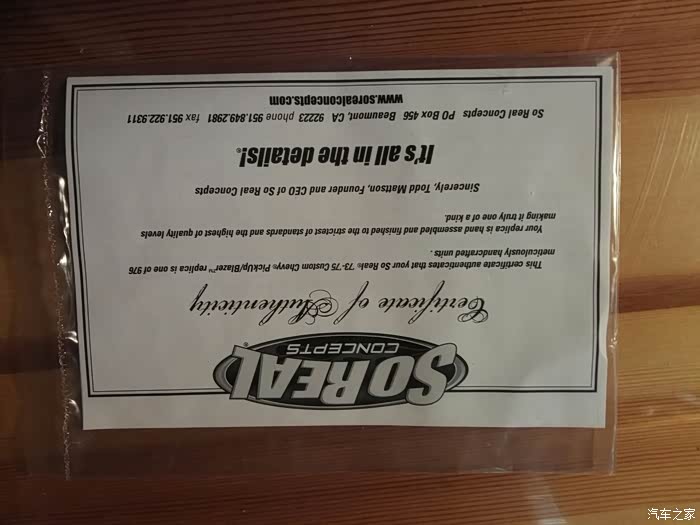 SOREAL
CONCEPTS
Certificate of Authenticity
This certificate authenticates that your So Real® '73-'75 Custom Chevy® PickUp/Blazer™ replica is one of 976
meticulously handcrafted units .
Your replica is hand assembled and finished to the strictest of standards and the highest of quality levels
making it truly one of a kind.
Sincerely, Todd Mattson, Founder and CEO of So Real Concepts
It's all in the details!®
So Real Concepts PO Box 456 Beaumont, CA 92223 phone 951.849.2981 fax 951.922.9311
www.sorealconcepts.com
汽车之家